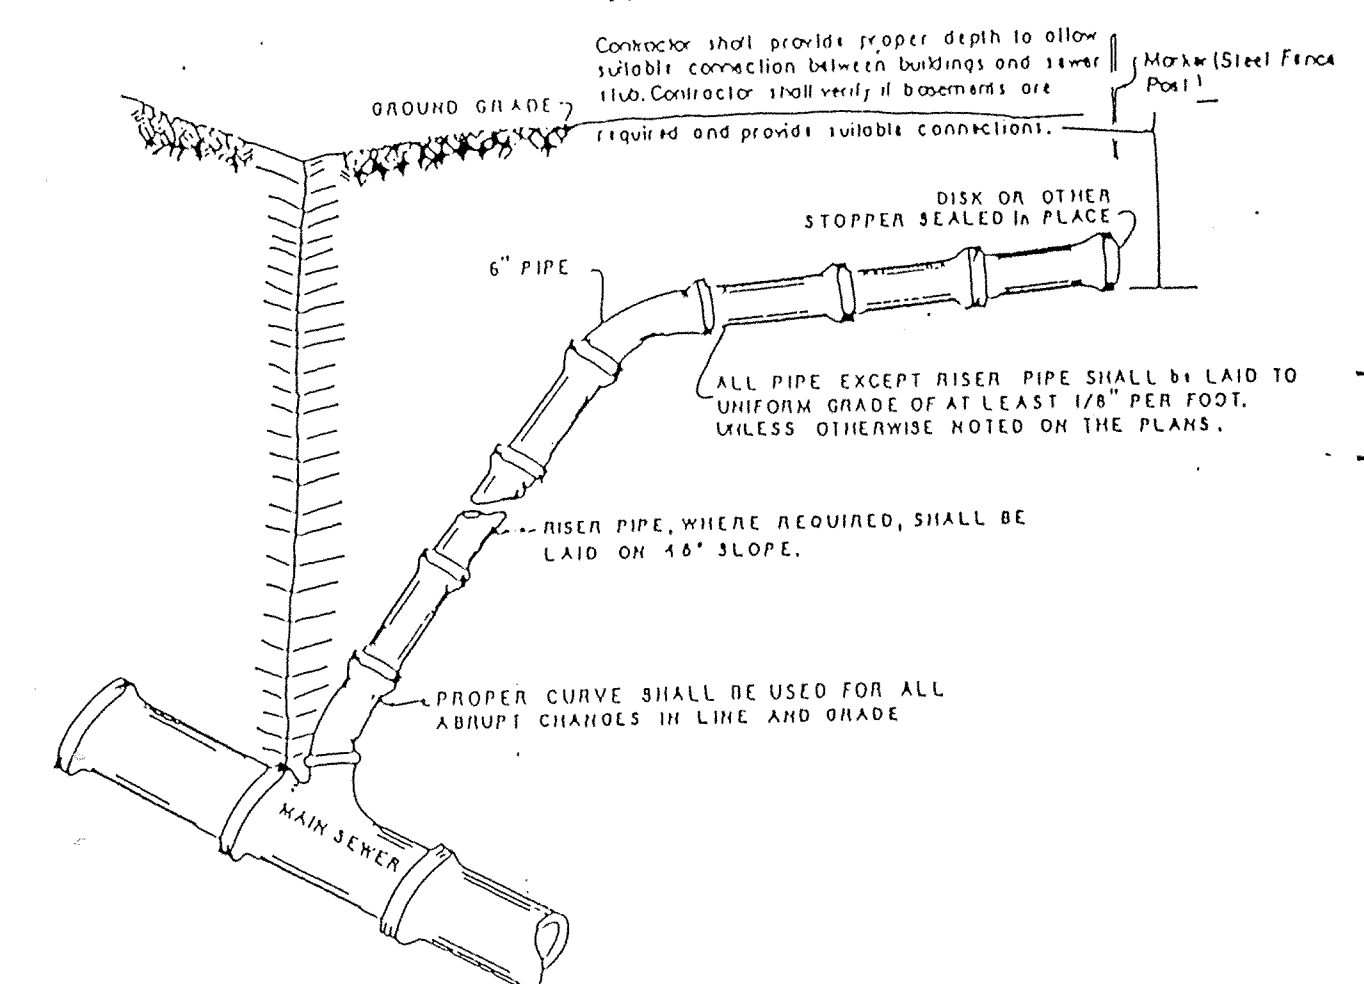 Contractor shall provide proper depth to allow
suitable connection between buildings and sewer
stub. Contractor shall verify if basements are
required and provide suitable connections.
Marker (Steel Fence
Post)
GROUND GRADE
DISK OR OTHER
STOPPER SEALED In PLACE
6" PIPE
ALL PIPE EXCEPT RISER PIPE SHALL be LAID TO
UNIFORM GRADE OF AT LEAST 1/8" PER FOOT.
UNLESS OTHERWISE NOTED ON THE PLANS.
RISER PIPE, WHERE REQUIRED, SHALL BE
LAID ON SLOPE.
PROPER CURVE SHALL BE USED FOR ALL
ABRUPT CHANGES IN LINE AND GRADE
MAIN SEWER